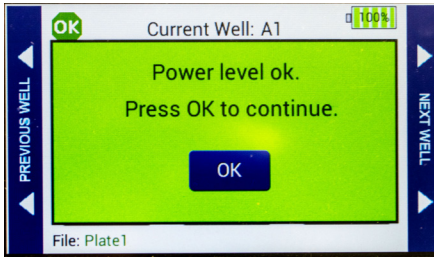 OK
Current Well: A1
100%
PREVIOUS WELL
Power level ok.
Press OK to continue.
OK
NEXT WELL
File: Plate1